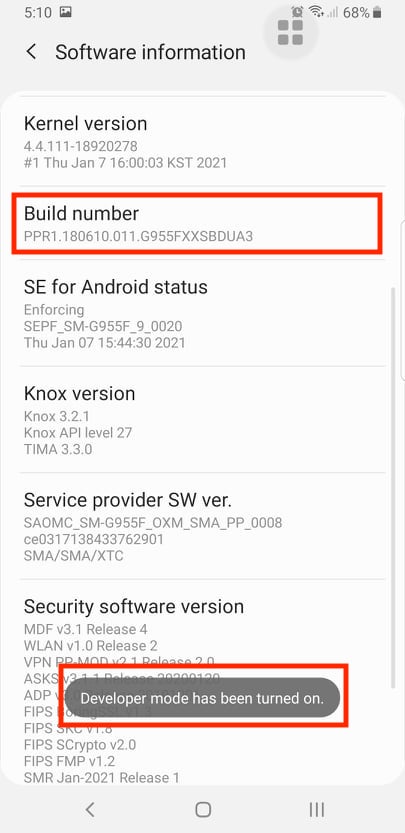 5:10
68%
Software information
Kernel version
4.4.111-18920278
#1 Thu Jan 7 16:00:03 KST 2021
Build number
PPR1.180610.011.G955FXXSBDUA3
SE for Android status
Enforcing
SEPF_SM-G955F_9_0020
Thu Jan 07 15:44:30 2021
Knox version
Knox 3.2.1
Knox API level 27
TIMA 3.3.0
Service provider SW ver.
SAOMC_SM-G955F_OXM_SMA_PP_0008
ce0317138433762901
SMA/SMA/XTC
Security software version
MDF v3.1 Release 4
WLAN v1.0 Release 2
VPN PP-MOD v2.1 Release 2.0
ASKS v3.1.1 Release 20200120
ADP
Developer mode has been turned on.
FIPS BoringSSL v1.3
FIPS SKC v1.8
FIPS SCrypto v2.0
FIPS FMP v1.2
SMR Jan-2021 Release 1